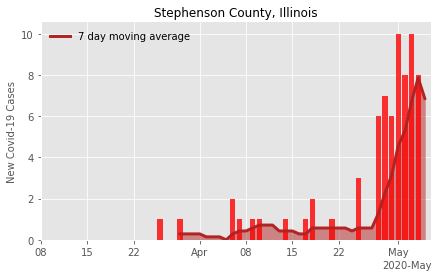 Stephenson County, Illinois
7 day moving average
New Covid-19 Cases
10
8
6
4
2
0
08 15 22 Apr 08 15 22 May
2020-May